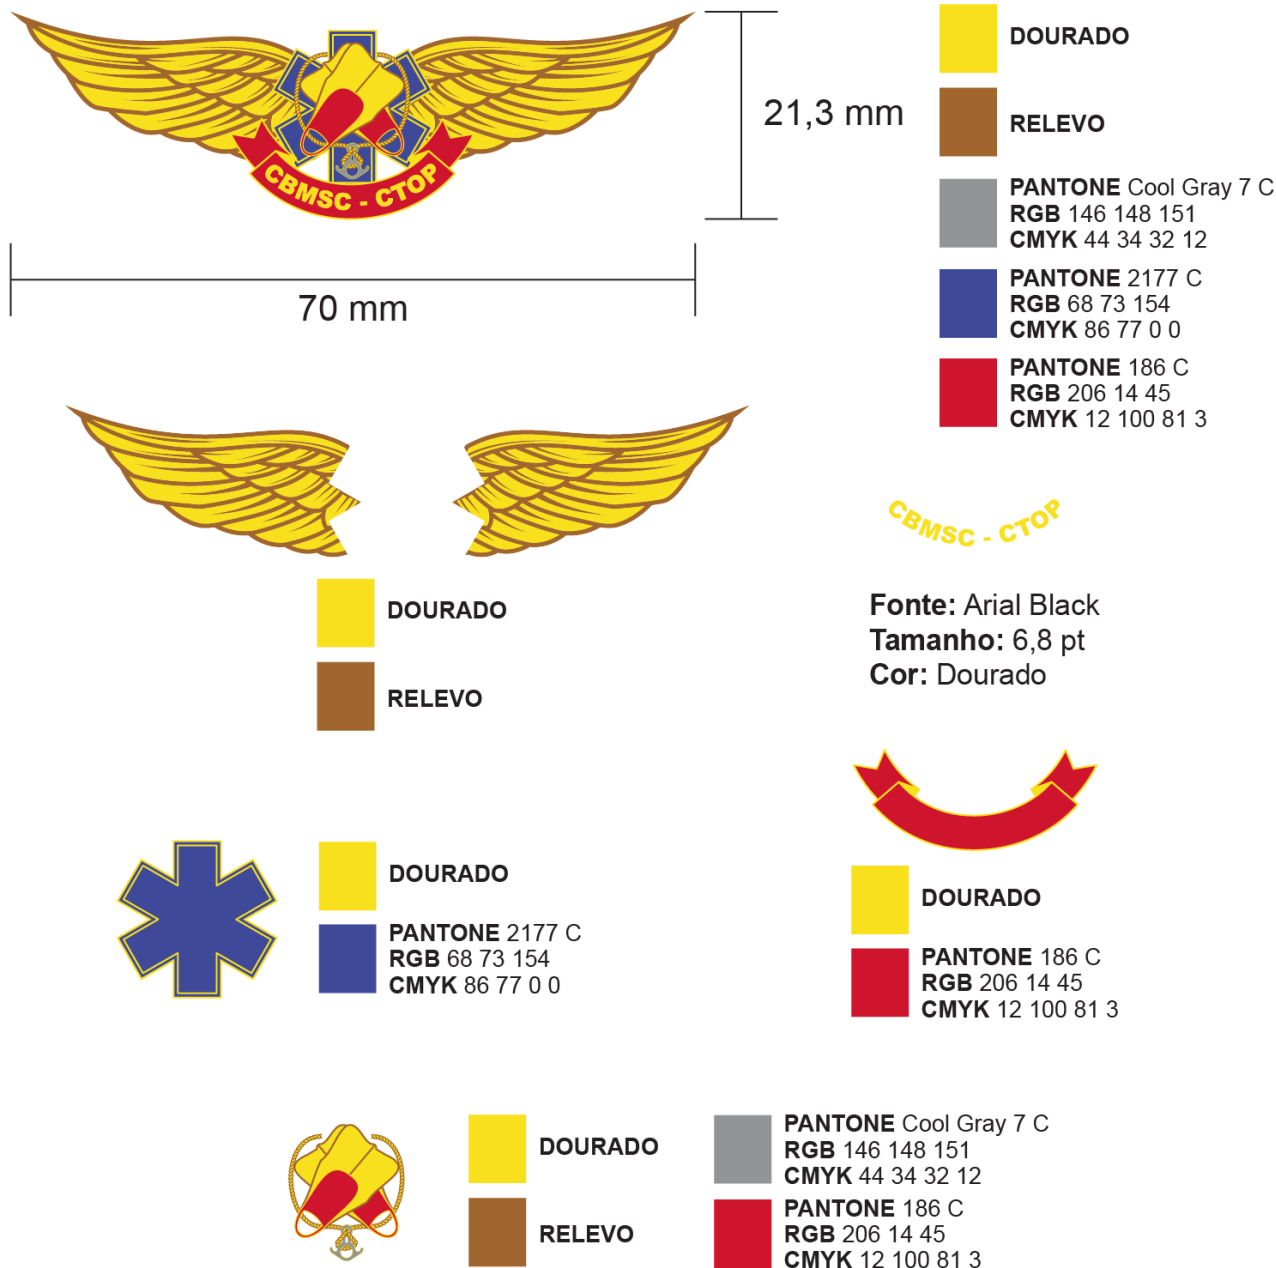 CBMSC - CTOP
21,3 mm
70 mm
DOURADO
RELEVO
PANTONE Cool Gray 7 C
RGB 146 148 151
CMYK 44 34 32 12
PANTONE 2177 C
RGB 68 73 154
CMYK 86 77 0 0
PANTONE 186 C
RGB 206 14 45
CMYK 12 100 81 3
DOURADO
RELEVO
CBMSC - CTOP
Fonte: Arial Black
Tamanho: 6,8 pt
Cor: Dourado
DOURADO
PANTONE 2177 C
RGB 68 73 154
CMYK 86 77 0 0
DOURADO
PANTONE 186 C
RGB 206 14 45
CMYK 12 100 81 3
DOURADO
RELEVO
PANTONE Cool Gray 7 C
RGB 146 148 151
CMYK 44 34 32 12
PANTONE 186 C
RGB 206 14 45
CMYK 12 100 81 3